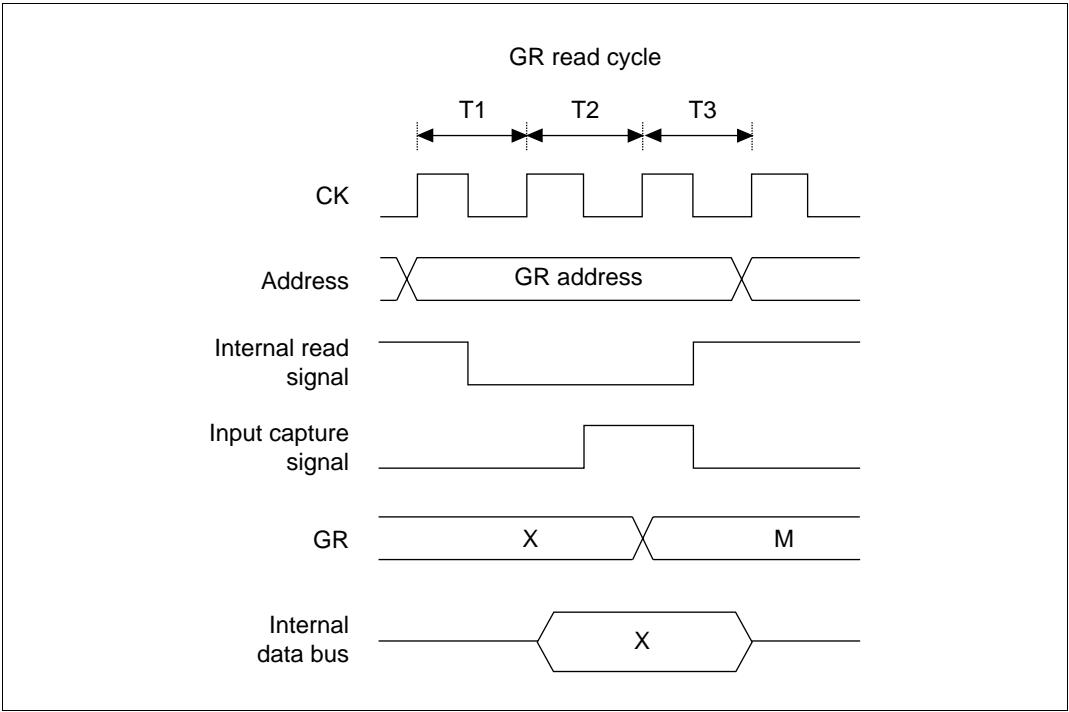 GR read cycle
T1 T2 T3
CK
Address
GR address
Internal read
signal
Input capture
signal
GR
X
M
Internal
data bus
X